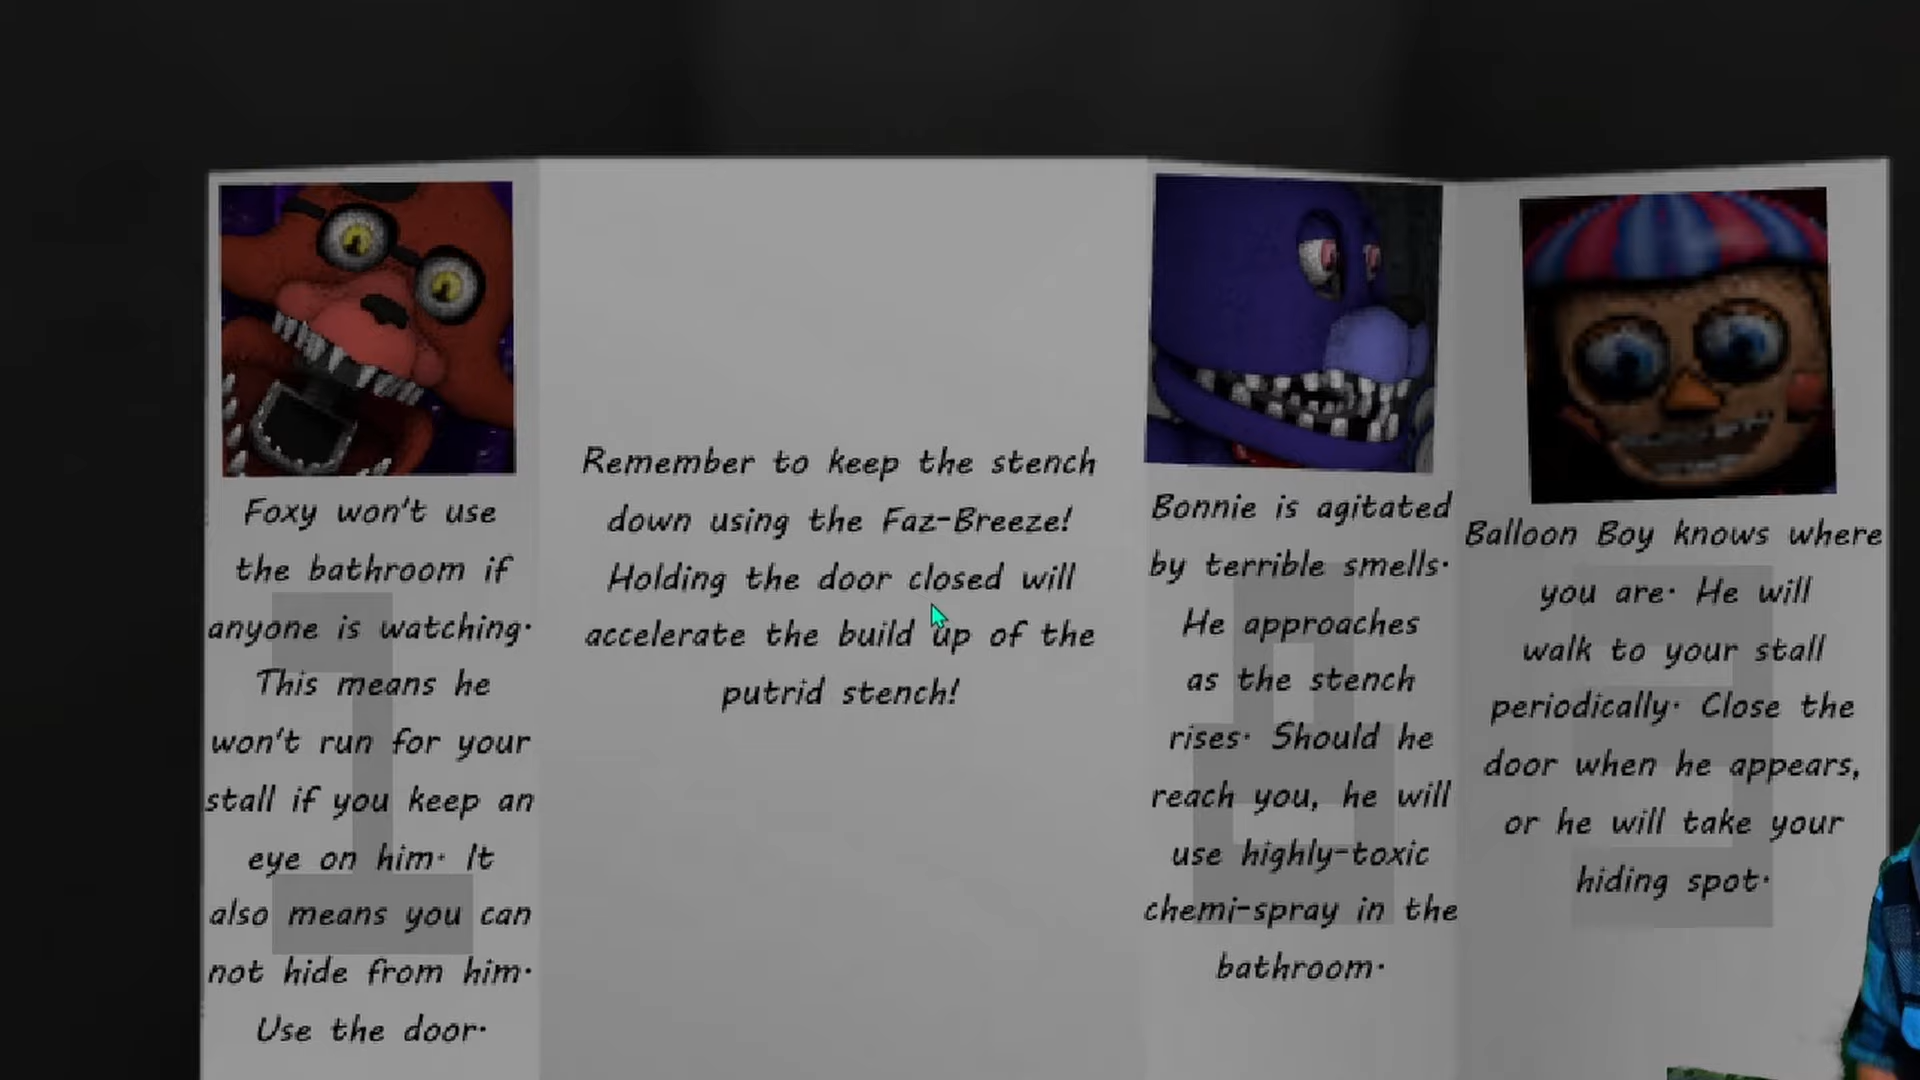 Foxy won't use
the bathroom if
anyone is watching.
This means he
won't run for your
stall if you keep an
eye on him. It
also means you can
not hide from him.
Use the door.
Remember to keep the stench
down using the Faz-Breeze!
Holding the door closed will
accelerate the build up of the
putrid stench!
Bonnie is agitated
by terrible smells.
He approaches
as the stench
rises. Should he
reach you, he will
use highly-toxic
chemi-spray in the
bathroom.
Balloon Boy knows where
you are. He will
walk to your stall
periodically. Close the
door when he appears,
or he will take your
hiding spot.